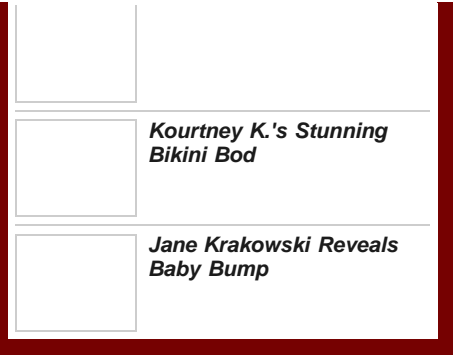 Kourtney K.'s Stunning
Bikini Bod
Jane Krakowski Reveals
Baby Bump